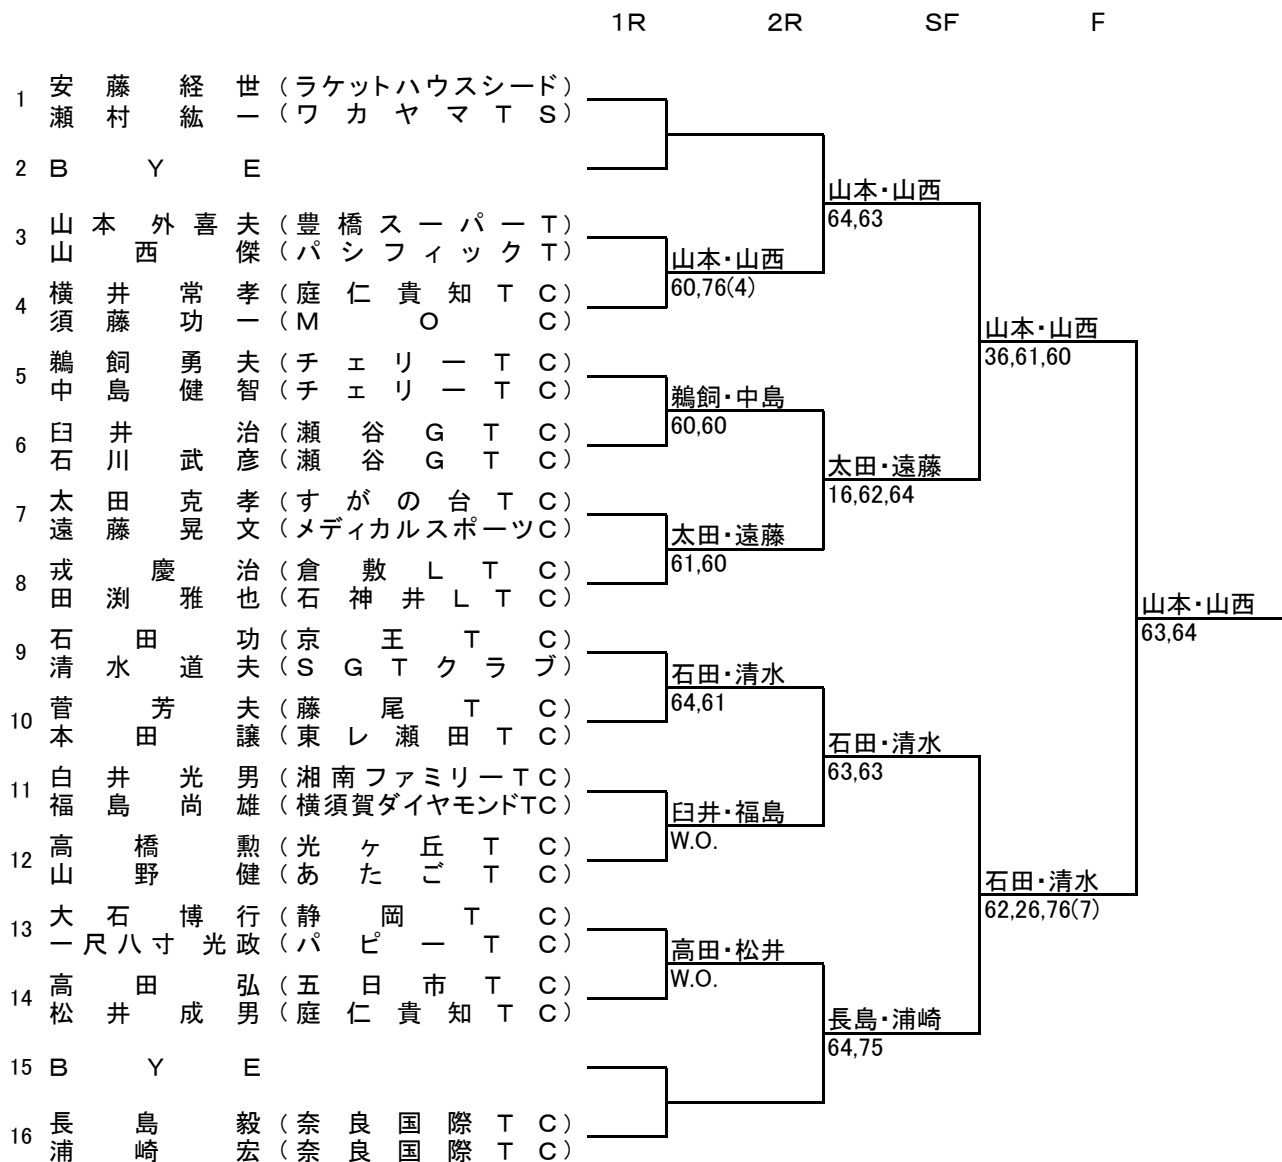 1R 2R SF F
1 安藤経世(ラケットハウスシード)
瀬村紘一(ワカヤマTS)
2 BYE
山本・山西
64,63
3 山本外喜夫(豊橋スーパーT)
山西傑(パシフィックT)
山本・山西
60,76(4)
4 横井常孝(庭仁貴知TC)
須藤功一(MOC)
山本・山西
36,61,60
5 鵜飼勇夫(チェリーTC)
中島健智(チェリーTC)
鵜飼・中島
60,60
6 臼井治(瀬谷GTC)
石川武彦(瀬谷GTC)
太田・遠藤
16,62,64
7 太田克孝(すがの台TC)
遠藤晃文(メディカルスポーツC)
太田・遠藤
61,60
8 戎慶治(倉敷LTC)
田渕雅也(石神井LTC)
山本・山西
63,64
9 石田功(京王TC)
清水道夫(SGTクラブ)
石田・清水
64,61
10 菅芳夫(藤尾TC)
本田譲(東レ瀬田TC)
石田・清水
63,63
11 白井光男(湘南ファミリーTC)
福島尚雄(横須賀ダイヤモンドTC)
臼井・福島
W.O.
12 高橋勲(光ヶ丘TC)
山野健(あたごTC)
石田・清水
62,26,76(7)
13 大石博行(静岡TC)
一尺八寸光政(パピーTC)
高田・松井
W.O.
14 高田弘(五日市TC)
松井成男(庭仁貴知TC)
長島・浦崎
64,75
15 BYE
16 長島毅(奈良国際TC)
浦崎宏(奈良国際TC)